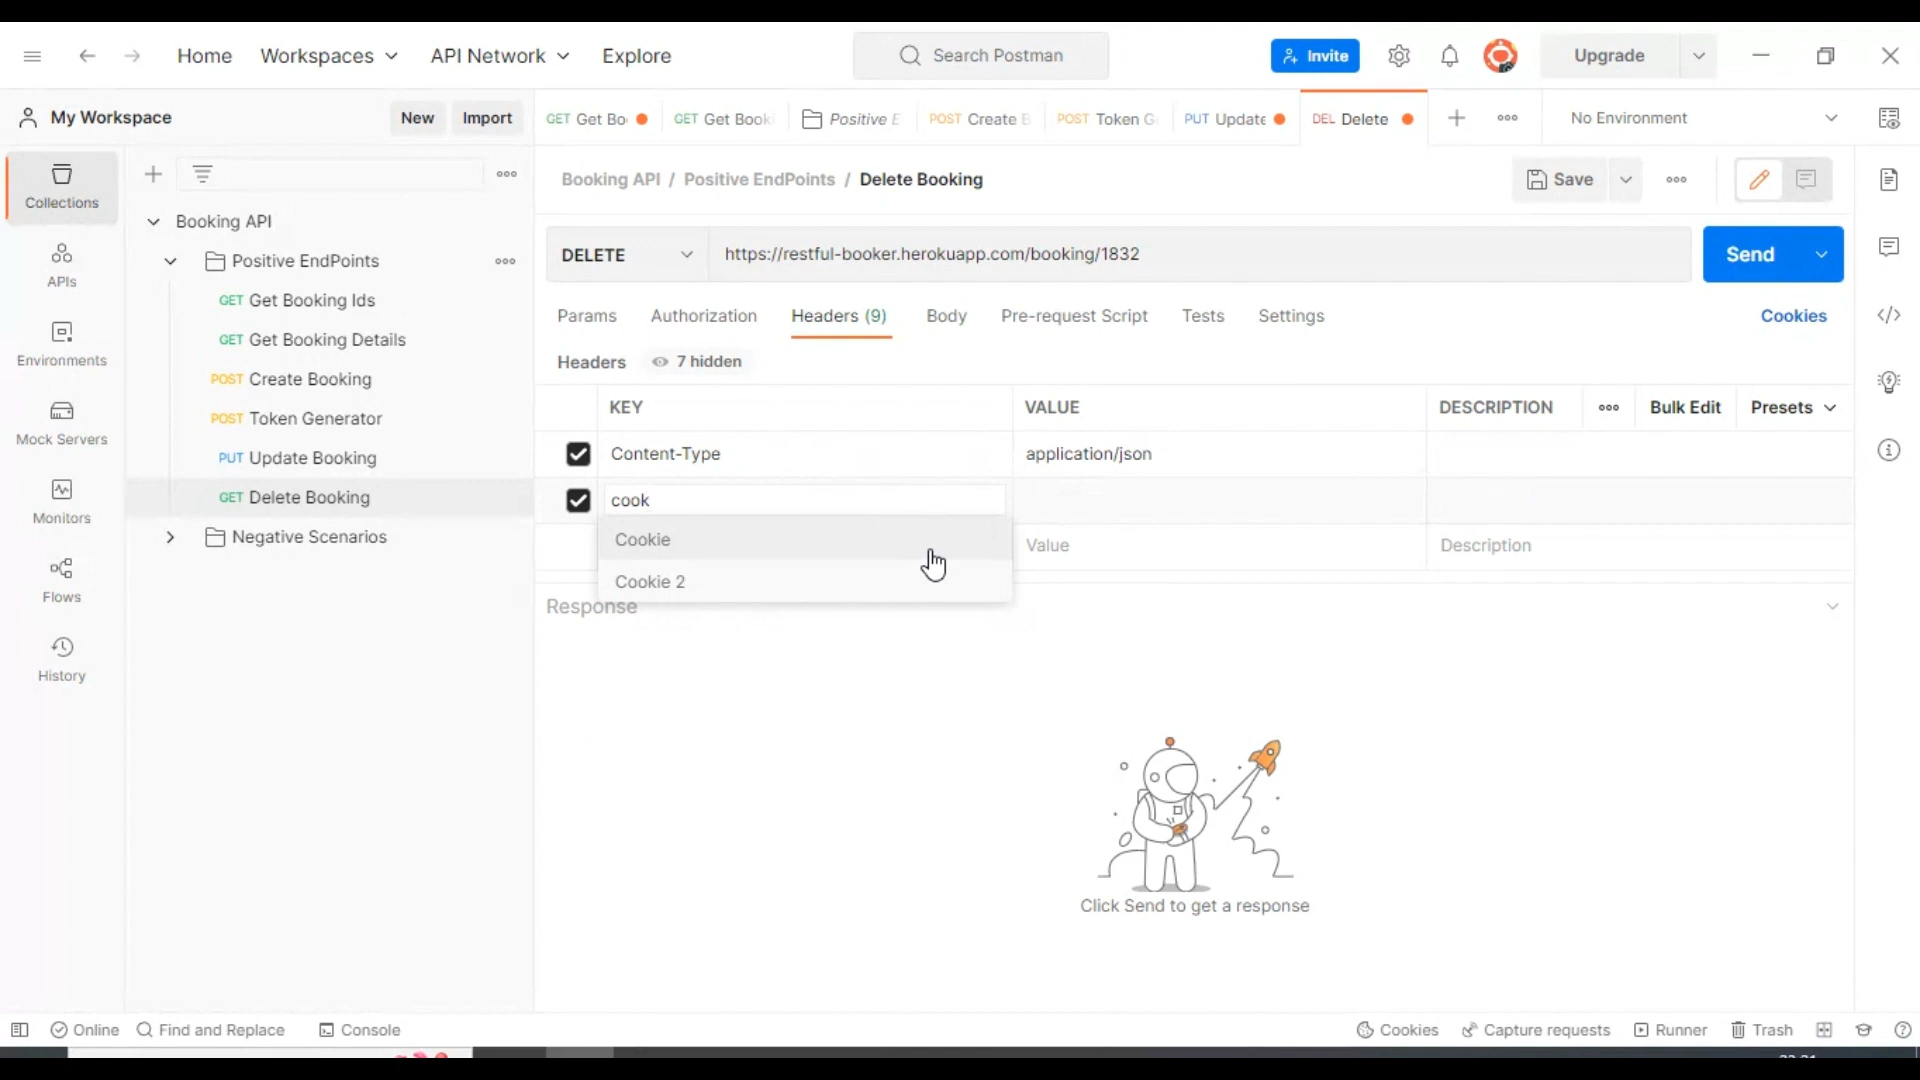 Home Workspaces API Network Explore Search Postman Invite Upgrade
My Workspace New Import GET Get Bo GET Get Booki Positive E POST Create B POST Token G PUT Update DEL Delete No Environment
Collections
APIs
Environments
Mock Servers
Monitors
Flows
History
Booking API
Positive EndPoints
GET Get Booking Ids
GET Get Booking Details
POST Create Booking
POST Token Generator
PUT Update Booking
GET Delete Booking
Negative Scenarios
Booking API / Positive EndPoints / Delete Booking Save
DELETE https://restful-booker.herokuapp.com/booking/1832 Send
Params Authorization Headers (9) Body Pre-request Script Tests Settings Cookies
Headers 7 hidden
KEY VALUE DESCRIPTION Bulk Edit Presets
Content-Type application/json
cook
Cookie Value Description
Cookie 2
Response
Click Send to get a response
Online Find and Replace Console Cookies Capture requests Runner Trash